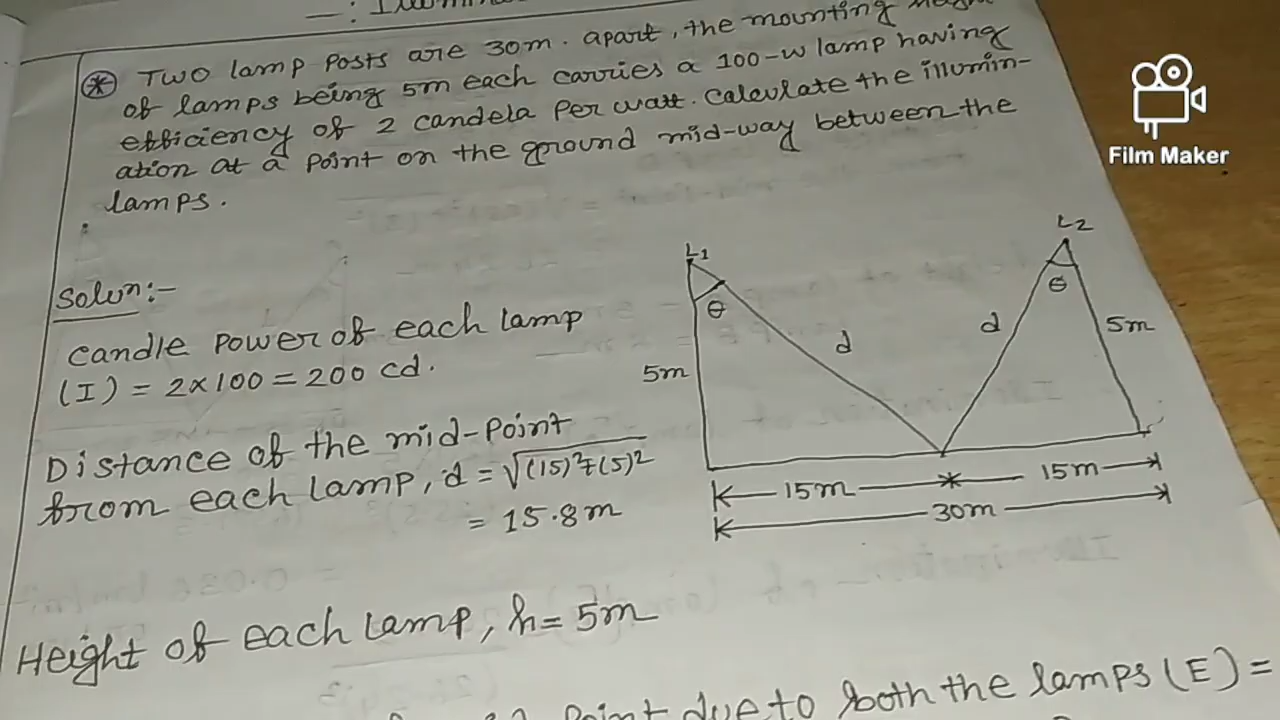 —: Illumin
⊛ Two lamp posts are 30m. apart, the mounting height
of lamps being 5m each carries a 100-w lamp having
efficiency of 2 candela per watt. Calculate the illumin-
ation at a point on the ground mid-way between the
lamps.
Film Maker
Solun:-
Candle power of each lamp
(I) = 2x100 = 200 cd.
Distance of the mid-point
from each lamp, d = √(15)²+(5)²
= 15.8m
Height of each lamp, h = 5m
point due to both the lamps (E) =
L1
L2
θ
θ
d
d
5m
5m
15m
15m
30m